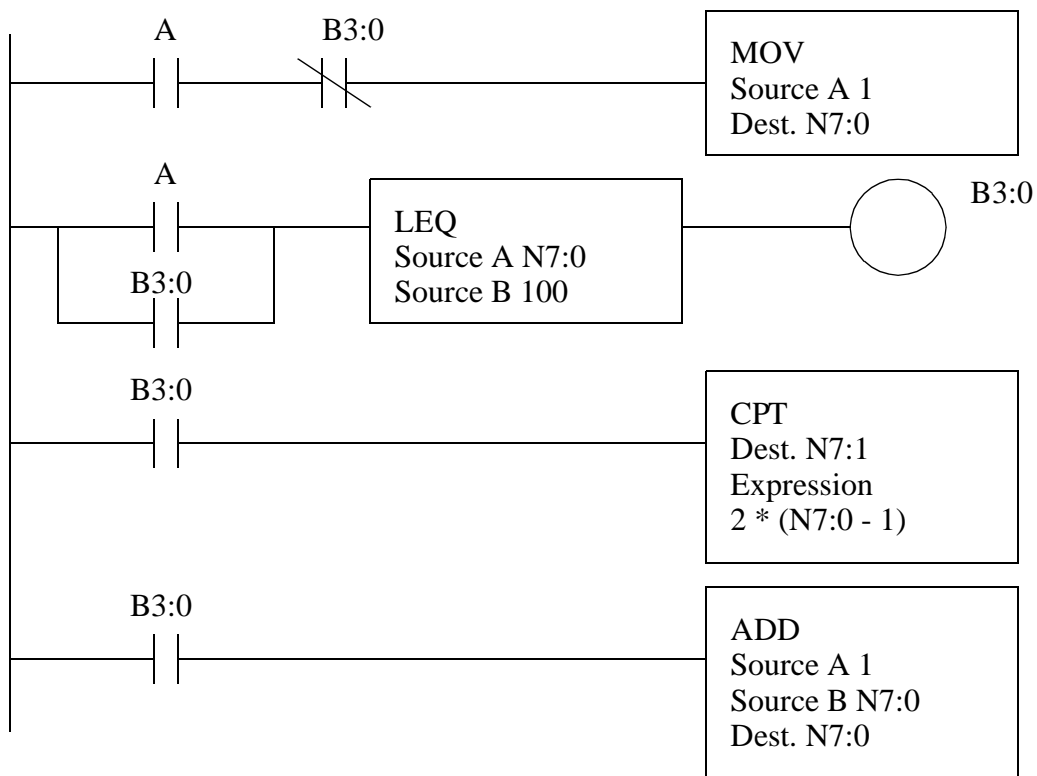 A
B3:0
MOV
Source A 1
Dest. N7:0
A
B3:0
LEQ
Source A N7:0
Source B 100
B3:0
B3:0
CPT
Dest. N7:1
Expression
2 * (N7:0 - 1)
B3:0
ADD
Source A 1
Source B N7:0
Dest. N7:0